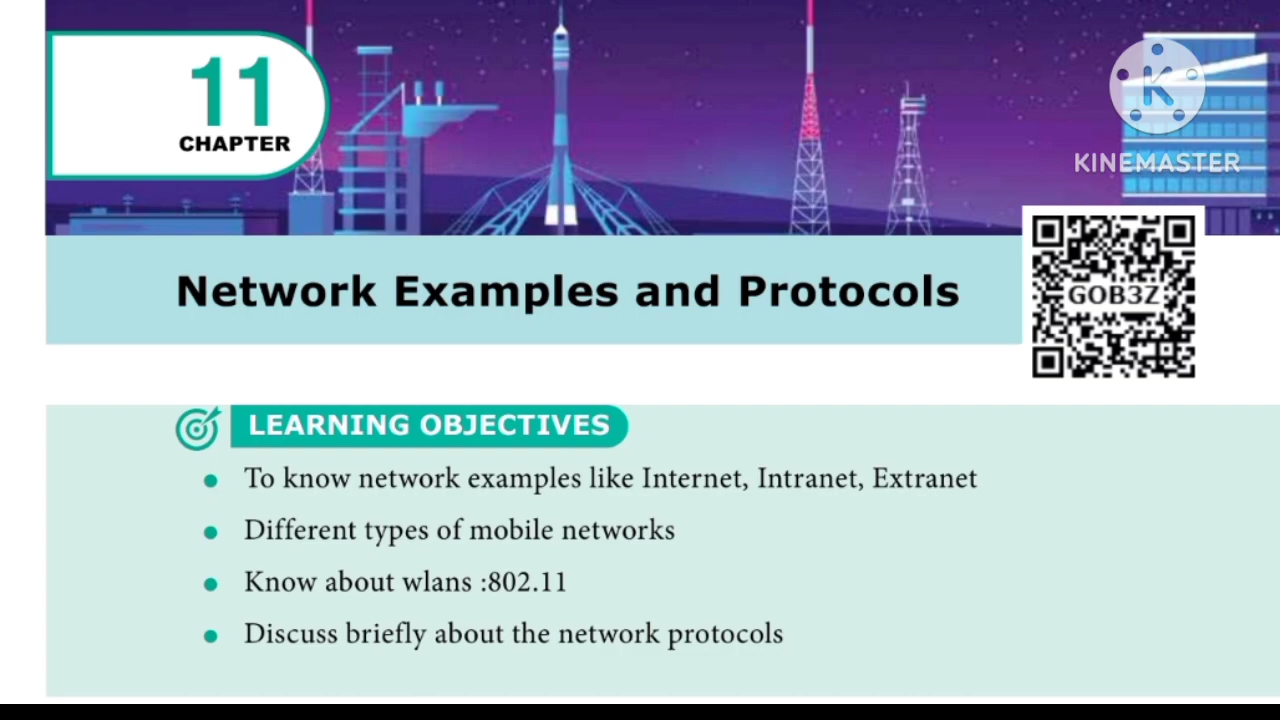 11
CHAPTER
K
KINEMASTER
Network Examples and Protocols
GOB3Z
LEARNING OBJECTIVES
● To know network examples like Internet, Intranet, Extranet
● Different types of mobile networks
● Know about wlans :802.11
● Discuss briefly about the network protocols